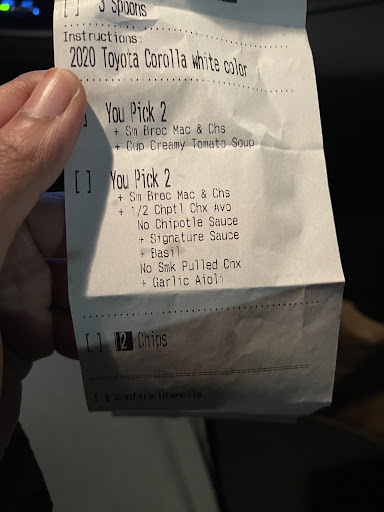 [ ] 3 Spoons
Instructions:
2020 Toyota Corolla white color
] You Pick 2
+ Sm Broc Mac & Chs
+ Cup Creamy Tomato Soup
[ ] You Pick 2
+ Sm Broc Mac & Chs
+ 1/2 Chptl Chx Avo
No Chipotle Sauce
+ Signature Sauce
+ Basil
No Smk Pulled Chx
+ Garlic Aioli
[ ] 2 Chips
[ ] Confirm Utensils